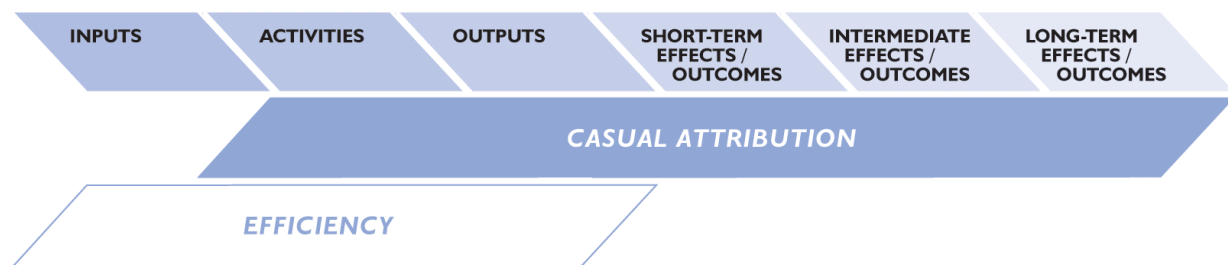 INPUTS
ACTIVITIES
OUTPUTS
SHORT-TERM
EFFECTS /
OUTCOMES
INTERMEDIATE
EFFECTS /
OUTCOMES
LONG-TERM
EFFECTS /
OUTCOMES
CASUAL ATTRIBUTION
EFFICIENCY